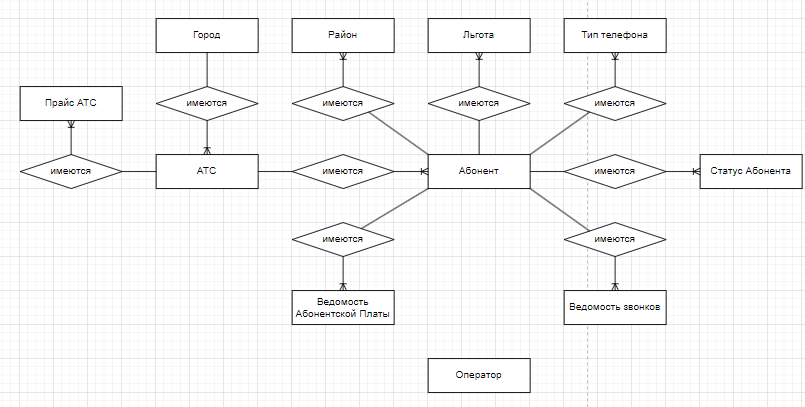 Город
Район
Льгота
Тип телефона
Прайс АТС
имеются
имеются
имеются
имеются
имеются
АТС
имеются
Абонент
имеются
Статус Абонента
имеются
имеются
Ведомость
Абонентской Платы
Ведомость звонков
Оператор